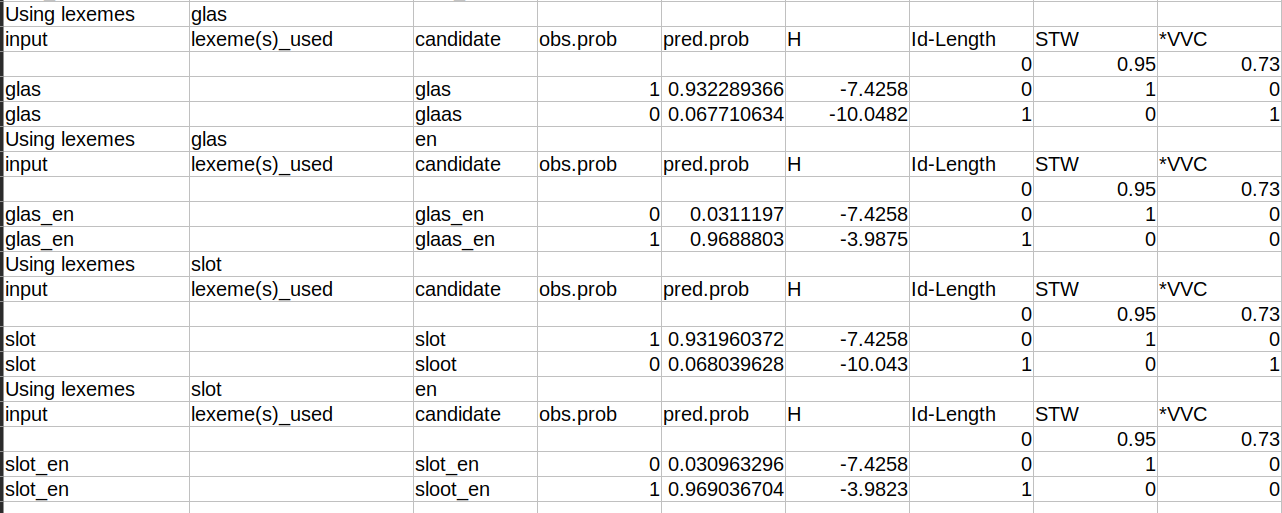 Using lexemes glas
input lexeme(s)_used candidate obs.prob pred.prob H Id-Length STW *VVC
0 0.95 0.73
glas glas 1 0.932289366 -7.4258 0 1 0
glas glaas 0 0.067710634 -10.0482 1 0 1
Using lexemes glas en
input lexeme(s)_used candidate obs.prob pred.prob H Id-Length STW *VVC
0 0.95 0.73
glas_en glas_en 0 0.0311197 -7.4258 0 1 0
glas_en glaas_en 1 0.9688803 -3.9875 1 0 0
Using lexemes slot
input lexeme(s)_used candidate obs.prob pred.prob H Id-Length STW *VVC
0 0.95 0.73
slot slot 1 0.931960372 -7.4258 0 1 0
slot sloot 0 0.068039628 -10.043 1 0 1
Using lexemes slot en
input lexeme(s)_used candidate obs.prob pred.prob H Id-Length STW *VVC
0 0.95 0.73
slot_en slot_en 0 0.030963296 -7.4258 0 1 0
slot_en sloot_en 1 0.969036704 -3.9823 1 0 0